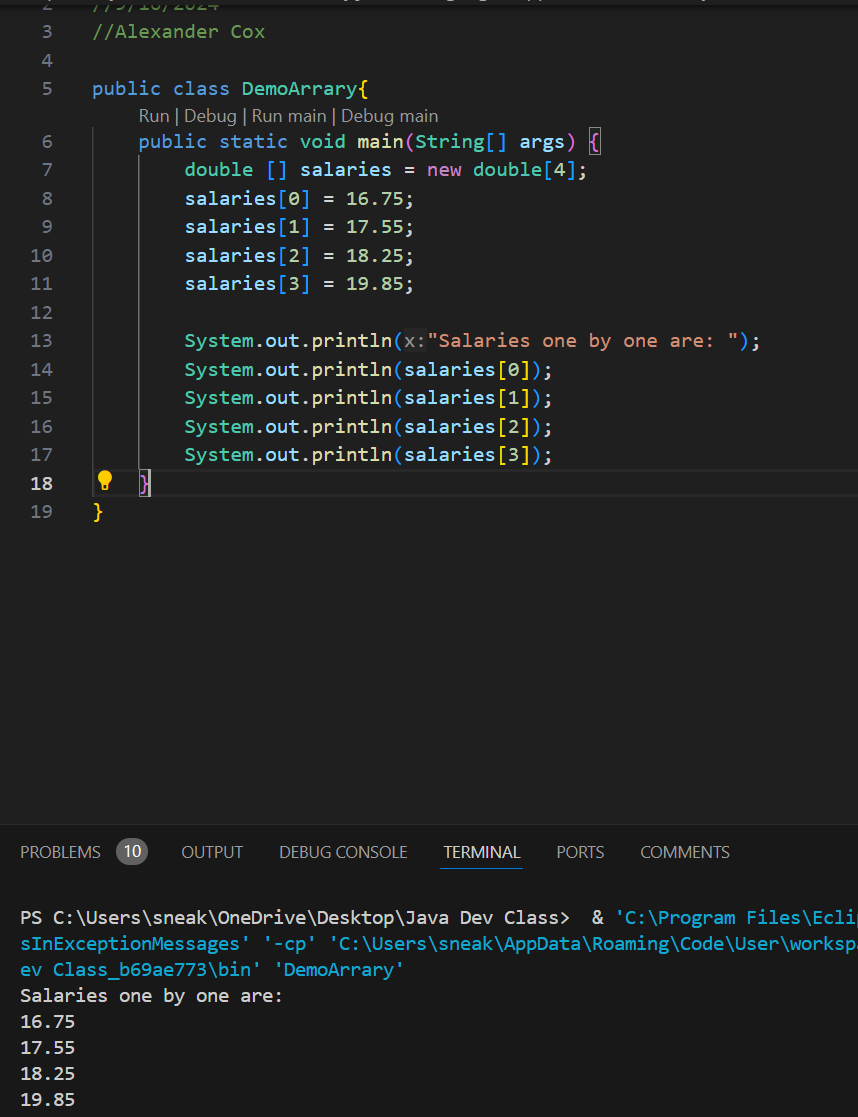 2 //9/18/2024
3 //Alexander Cox
4
5 public class DemoArrary{
Run | Debug | Run main | Debug main
6 public static void main(String[] args) {
7 double [] salaries = new double[4];
8 salaries[0] = 16.75;
9 salaries[1] = 17.55;
10 salaries[2] = 18.25;
11 salaries[3] = 19.85;
12
13 System.out.println(x:"Salaries one by one are: ");
14 System.out.println(salaries[0]);
15 System.out.println(salaries[1]);
16 System.out.println(salaries[2]);
17 System.out.println(salaries[3]);
18 }
19 }
PROBLEMS 10 OUTPUT DEBUG CONSOLE TERMINAL PORTS COMMENTS
PS C:\Users\sneak\OneDrive\Desktop\Java Dev Class> & 'C:\Program Files\Eclip
sInExceptionMessages' '-cp' 'C:\Users\sneak\AppData\Roaming\Code\User\workspa
ev Class_b69ae773\bin' 'DemoArrary'
Salaries one by one are:
16.75
17.55
18.25
19.85